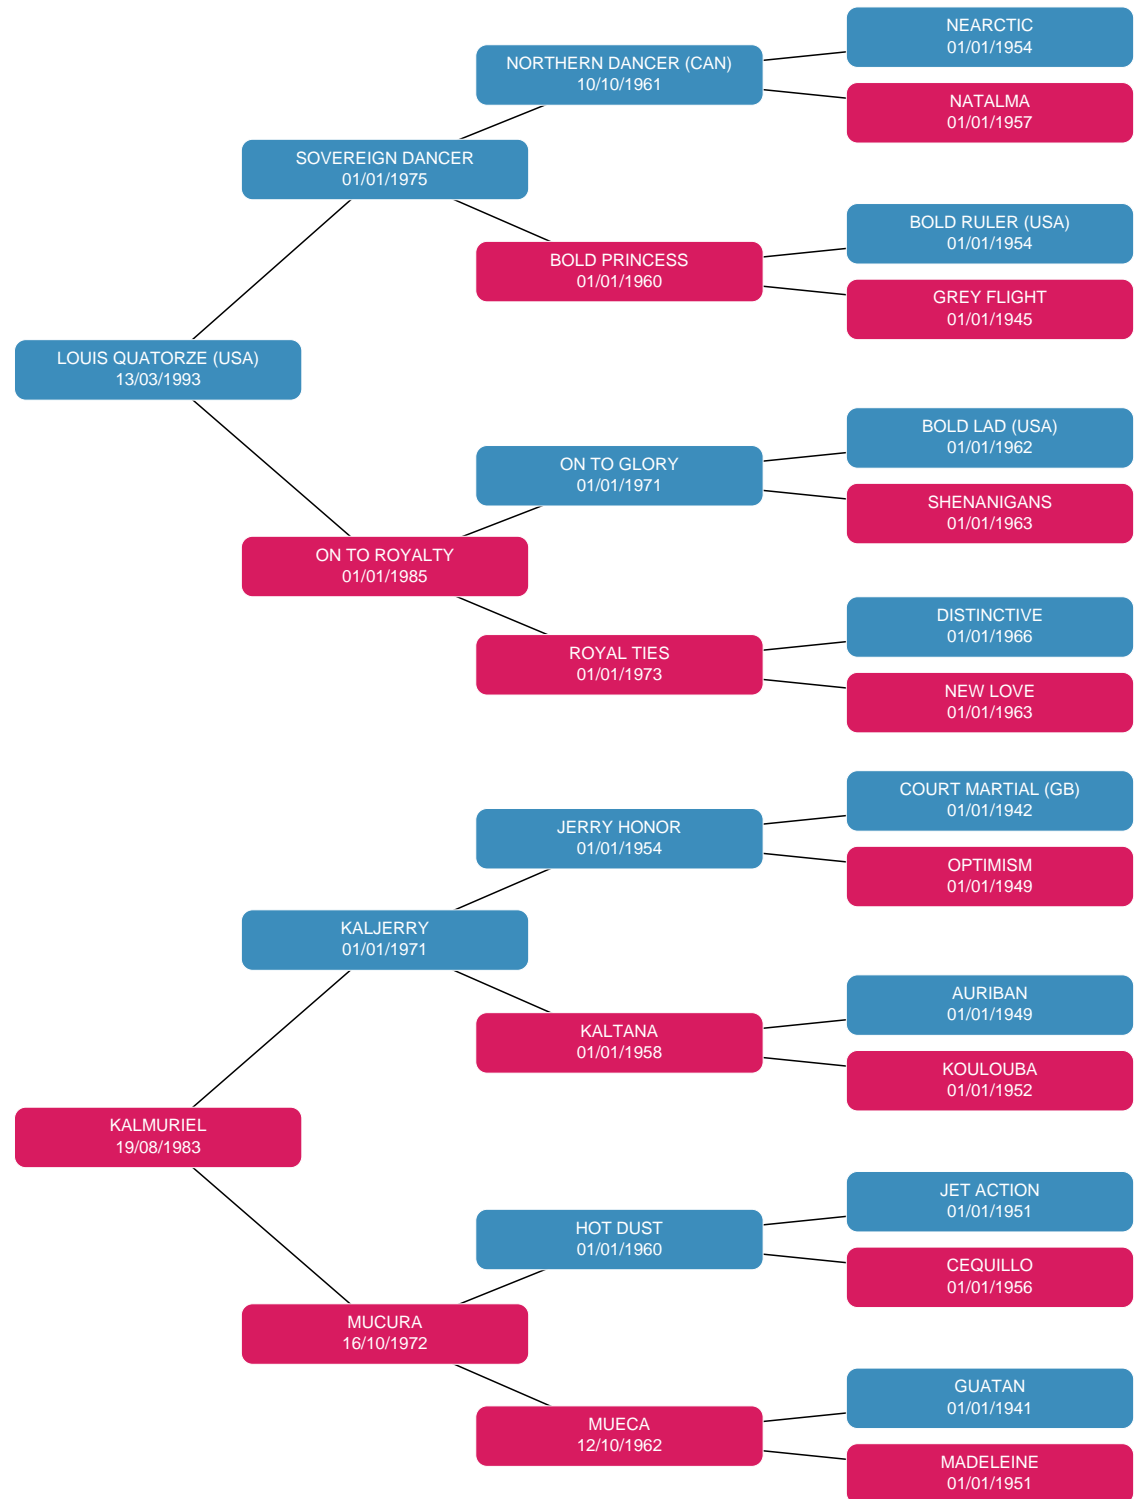 NEARCTIC
01/01/1954
NORTHERN DANCER (CAN)
10/10/1961
NATALMA
01/01/1957
SOVEREIGN DANCER
01/01/1975
BOLD RULER (USA)
01/01/1954
BOLD PRINCESS
01/01/1960
GREY FLIGHT
01/01/1945
LOUIS QUATORZE (USA)
13/03/1993
BOLD LAD (USA)
01/01/1962
ON TO GLORY
01/01/1971
SHENANIGANS
01/01/1963
ON TO ROYALTY
01/01/1985
DISTINCTIVE
01/01/1966
ROYAL TIES
01/01/1973
NEW LOVE
01/01/1963
COURT MARTIAL (GB)
01/01/1942
JERRY HONOR
01/01/1954
OPTIMISM
01/01/1949
KALJERRY
01/01/1971
AURIBAN
01/01/1949
KALTANA
01/01/1958
KOULOUBA
01/01/1952
KALMURIEL
19/08/1983
JET ACTION
01/01/1951
HOT DUST
01/01/1960
CEQUILLO
01/01/1956
MUCURA
16/10/1972
GUATAN
01/01/1941
MUECA
12/10/1962
MADELEINE
01/01/1951